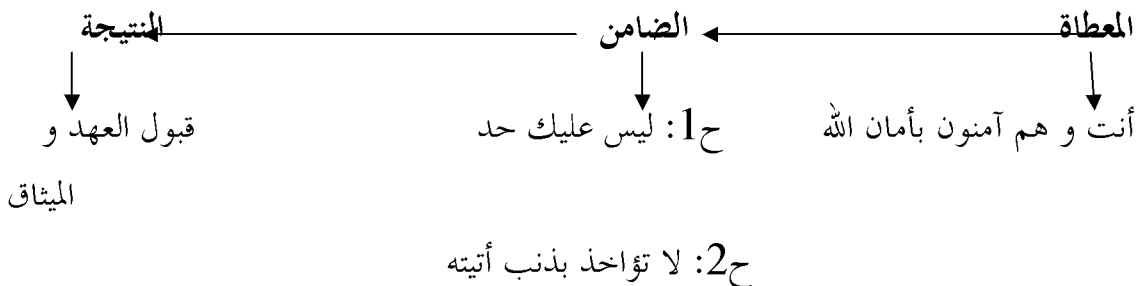 المعطاة الضامن النتيجة
أنت و هم آمنون بأمان الله ح1: ليس عليك حد قبول العهد و
الميثاق
ح2: لا تؤاخذ بذنب أتيته